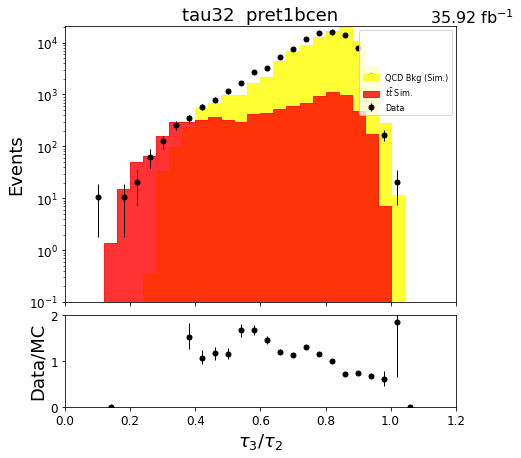 tau32 pret1bcen
35.92 fb⁻¹
QCD Bkg (Sim.)
tt̄ Sim.
Data
Events
10⁴
10³
10²
10¹
10⁰
10⁻¹
Data/MC
2
1
0
0.0 0.2 0.4 0.6 0.8 1.0 1.2
τ₃/τ₂